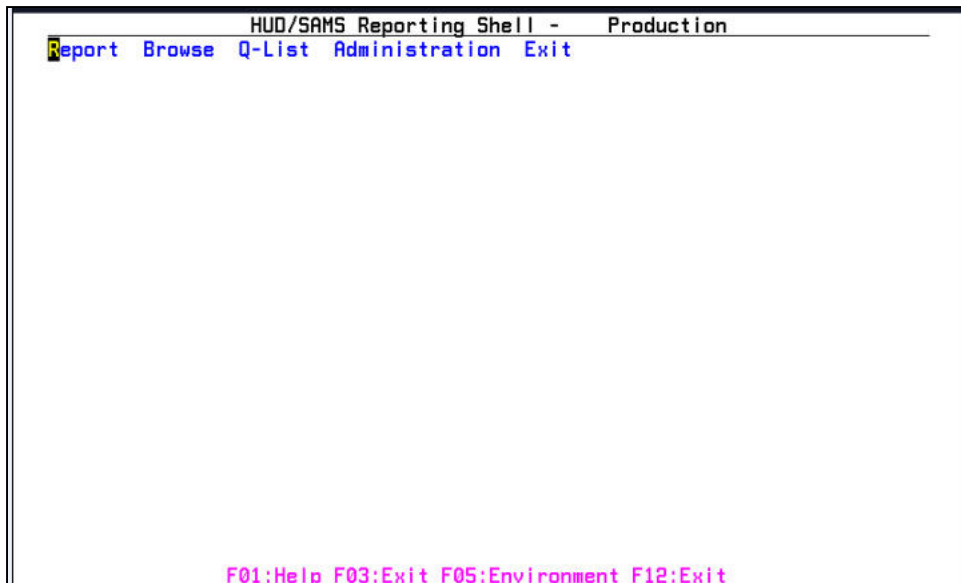 HUD/SAMS Reporting Shell - Production
Report Browse Q-List Administration Exit
F01:Help F03:Exit F05:Environment F12:Exit